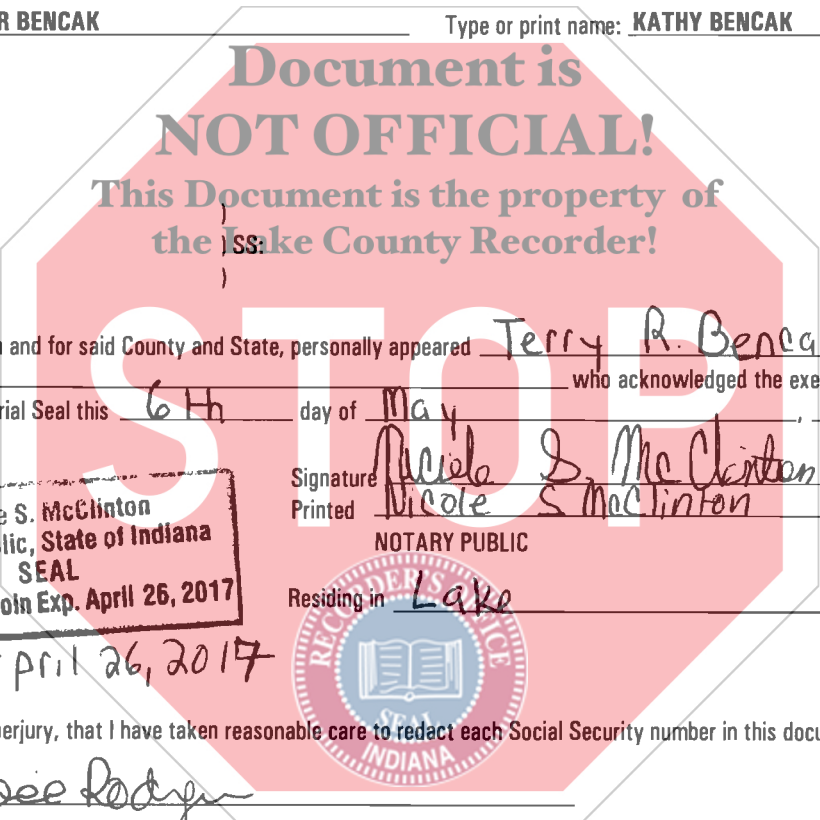 R BENCAK Type or print name: KATHY BENCAK
Document is
NOT OFFICIAL!
This Document is the property of
the Lake County Recorder!
)
) SS:
)
STOP
and for said County and State, personally appeared Terry R. Benca
who acknowledged the exe
rial Seal this 6th day of May
Signature Nicole S. McClinton
Printed Nicole S McClinton
NOTARY PUBLIC
e S. McClinton
lic, State of Indiana
SEAL
oin Exp. April 26, 2017
Residing in Lake
RECORDER'S OFFICE
SEAL
INDIANA
pril 26, 2017
erjury, that I have taken reasonable care to redact each Social Security number in this docu